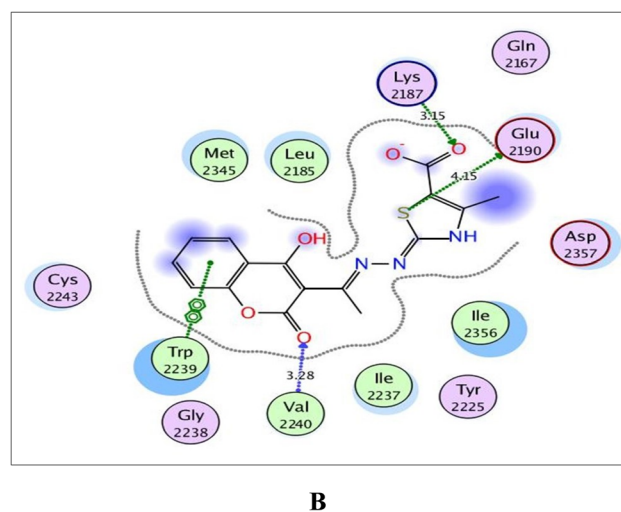 Gln
2167
Lys
2187
3.15
O
O-
Glu
2190
4.15
Met
2345
Leu
2185
S
OH
NH
N
N
Asp
2357
Cys
2243
O
O
Ile
2356
Trp
2239
3.28
Ile
2237
Tyr
2225
Gly
2238
Val
2240
B